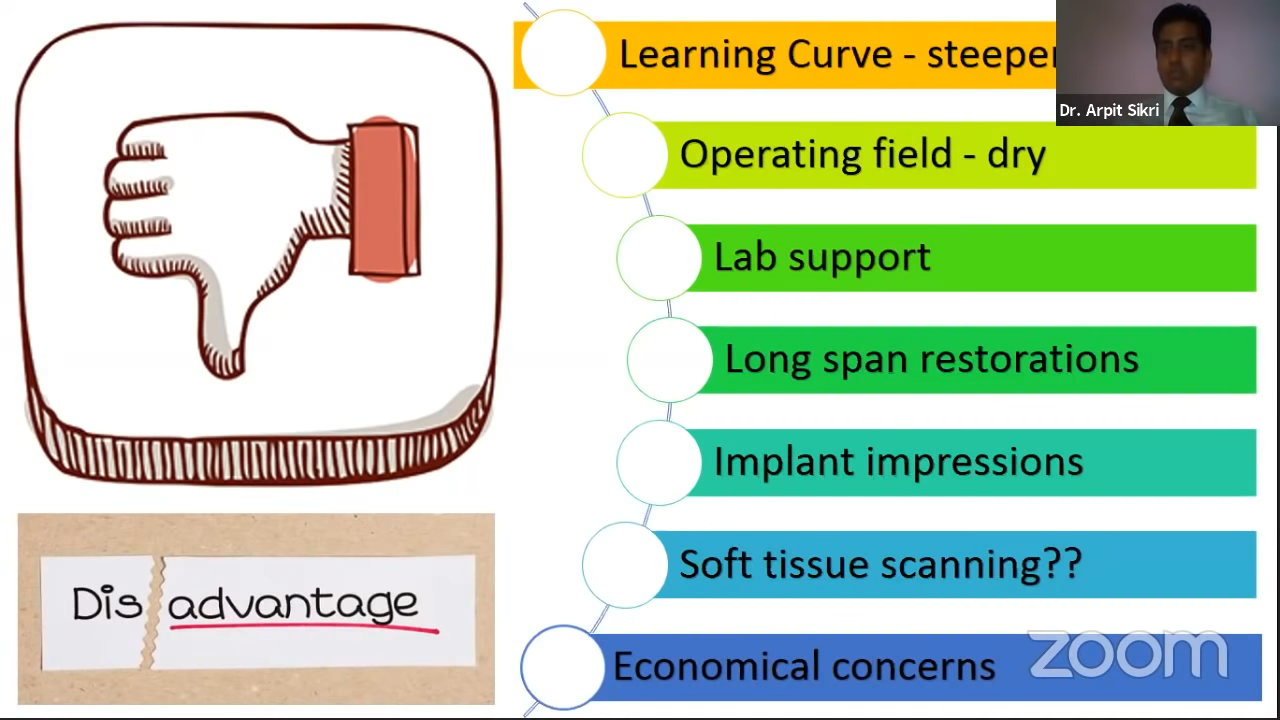 Learning Curve - steeper
Dr. Arpit Sikri
Operating field - dry
Lab support
Long span restorations
Implant impressions
Soft tissue scanning??
Economical concerns
Dis advantage
zoom